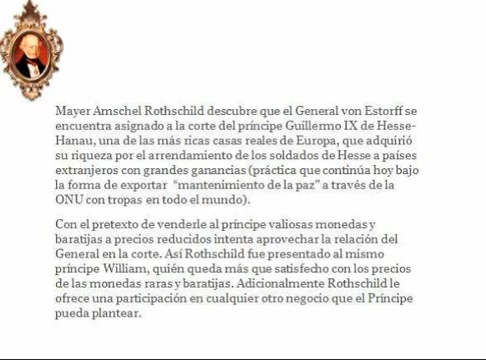 Mayer Amschel Rothschild descubre que el General von Estorff se
encuentra asignado a la corte del príncipe Guillermo IX de Hesse-
Hanau, una de las más ricas casas reales de Europa, que adquirió
su riqueza por el arrendamiento de los soldados de Hesse a países
extranjeros con grandes ganancias (práctica que continúa hoy bajo
la forma de exportar “mantenimiento de la paz” a través de la
ONU con tropas en todo el mundo).
Con el pretexto de venderle al príncipe valiosas monedas y
baratijas a precios reducidos intenta aprovechar la relación del
General en la corte. Así Rothschild fue presentado al mismo
príncipe William, quién queda más que satisfecho con los precios
de las monedas raras y baratijas. Adicionalmente Rothschild le
ofrece una participación en cualquier otro negocio que el Príncipe
pueda plantear.